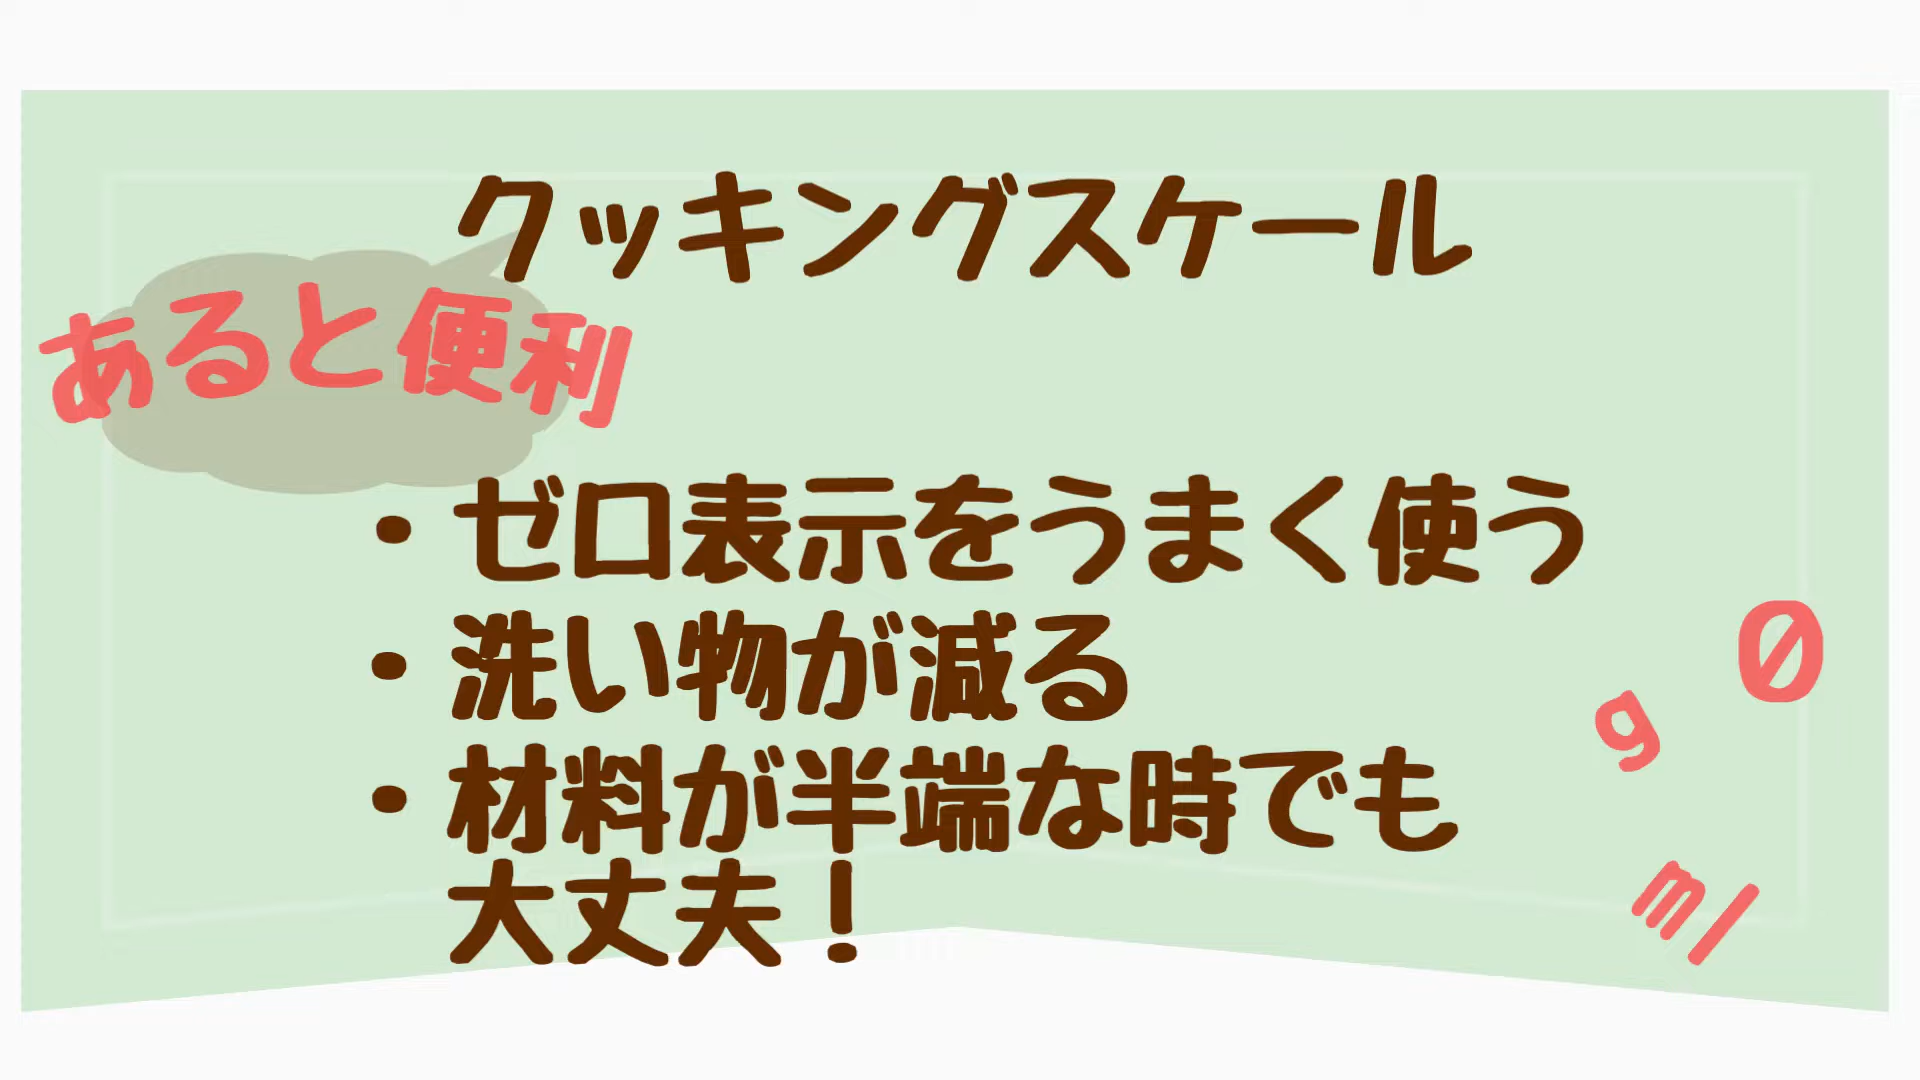 クッキングスケール
あると便利
・ゼロ表示をうまく使う
・洗い物が減る
・材料が半端な時でも
大丈夫！
0
g
ml